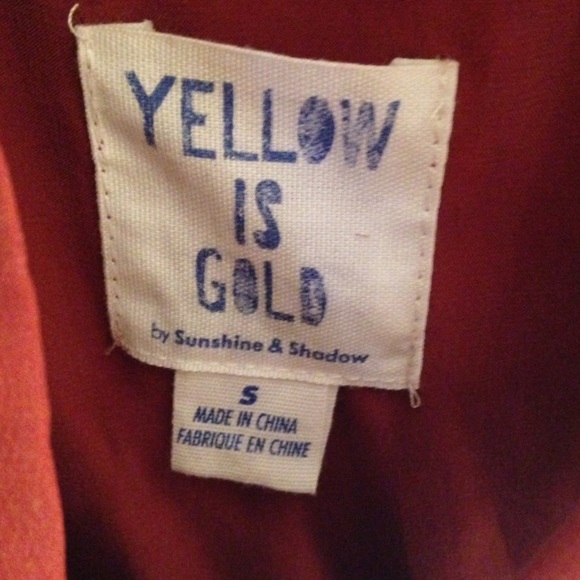 YELLOW
IS
GOLD
by Sunshine & Shadow
S
MADE IN CHINA
FABRIQUE EN CHINE